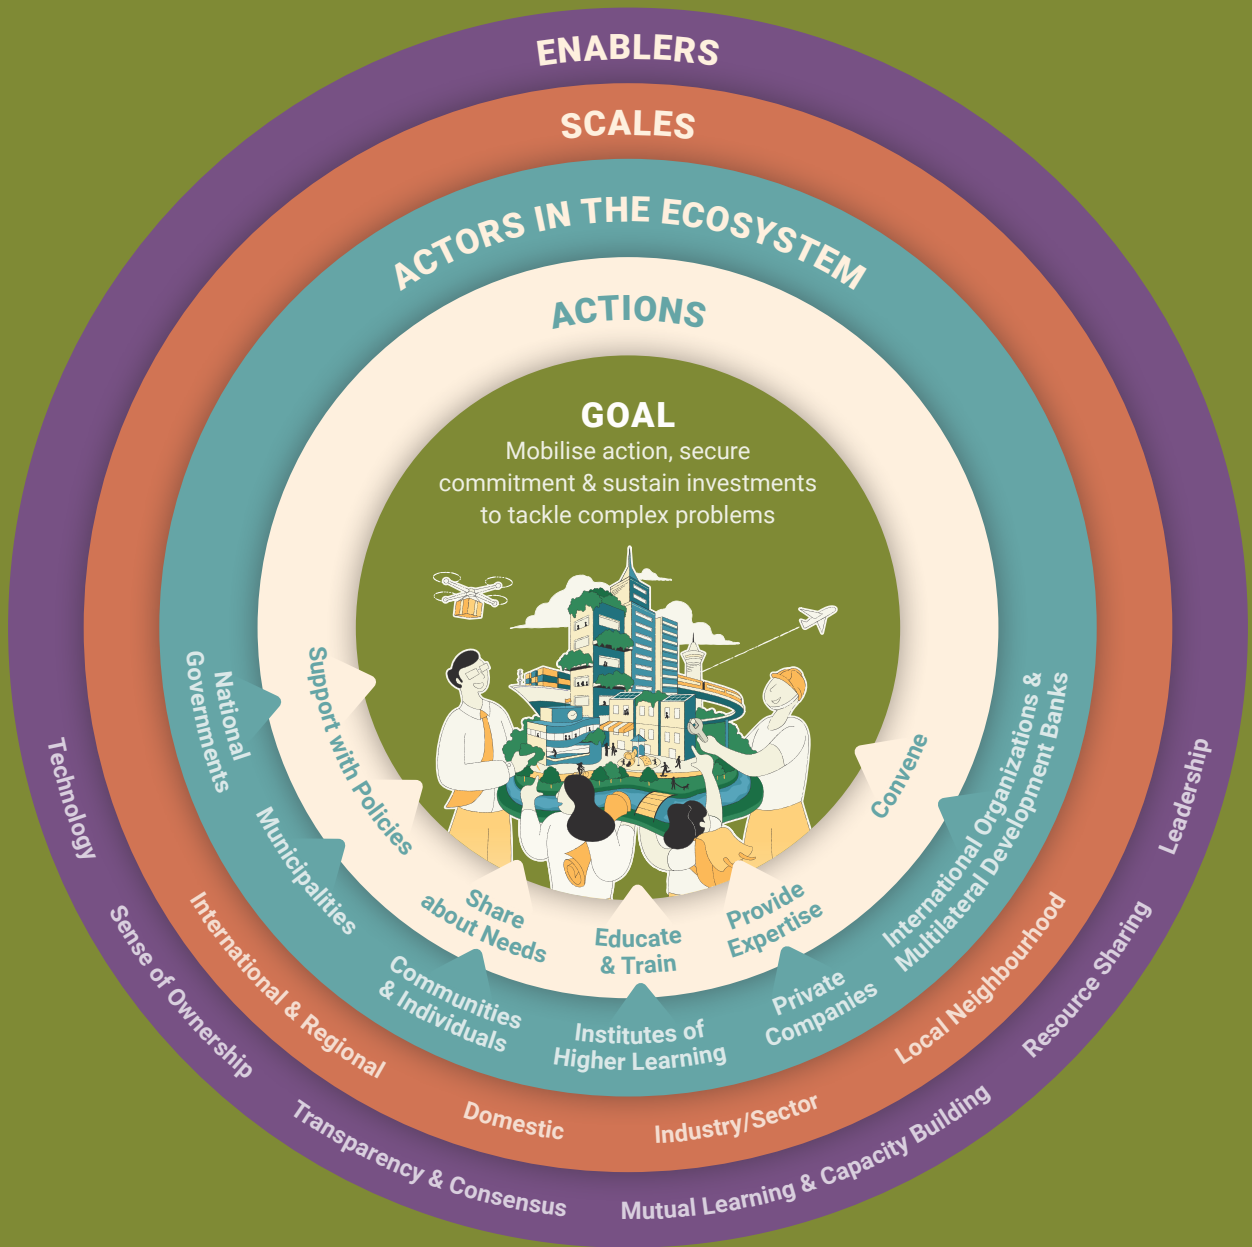 ENABLERS
SCALES
ACTORS IN THE ECOSYSTEM
ACTIONS
GOAL
Mobilise action, secure
commitment & sustain investments
to tackle complex problems
Support with Policies
Share
about Needs
Educate
& Train
Provide
Expertise
Convene
National
Governments
Municipalities
Communities
& Individuals
Institutes of
Higher Learning
Private
Companies
International Organizations &
Multilateral Development Banks
International & Regional
Domestic
Industry/Sector
Local Neighbourhood
Technology
Sense of Ownership
Transparency & Consensus
Mutual Learning & Capacity Building
Resource Sharing
Leadership